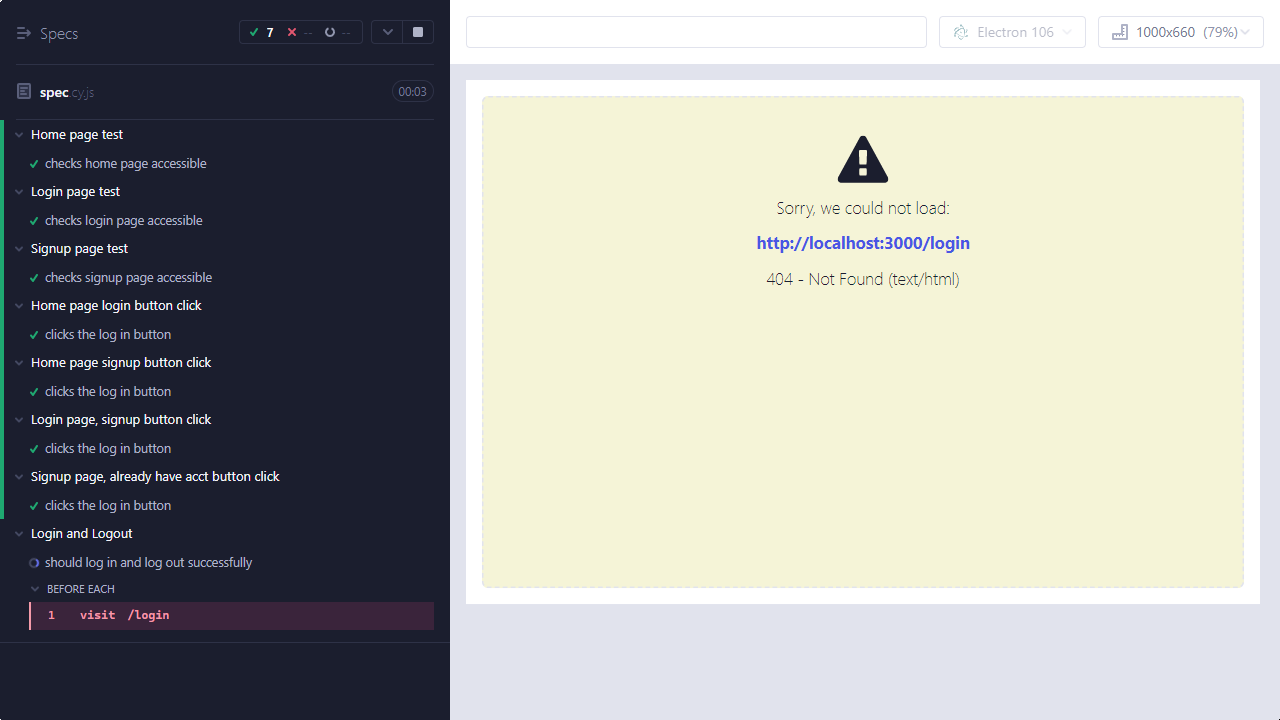 Specs
7 -- --
spec.cy.js
00:03
Home page test
checks home page accessible
Login page test
checks login page accessible
Signup page test
checks signup page accessible
Home page login button click
clicks the log in button
Home page signup button click
clicks the log in button
Login page, signup button click
clicks the log in button
Signup page, already have acct button click
clicks the log in button
Login and Logout
should log in and log out successfully
BEFORE EACH
1 visit /login
Electron 106
1000x660 (79%)
Sorry, we could not load:
http://localhost:3000/login
404 - Not Found (text/html)